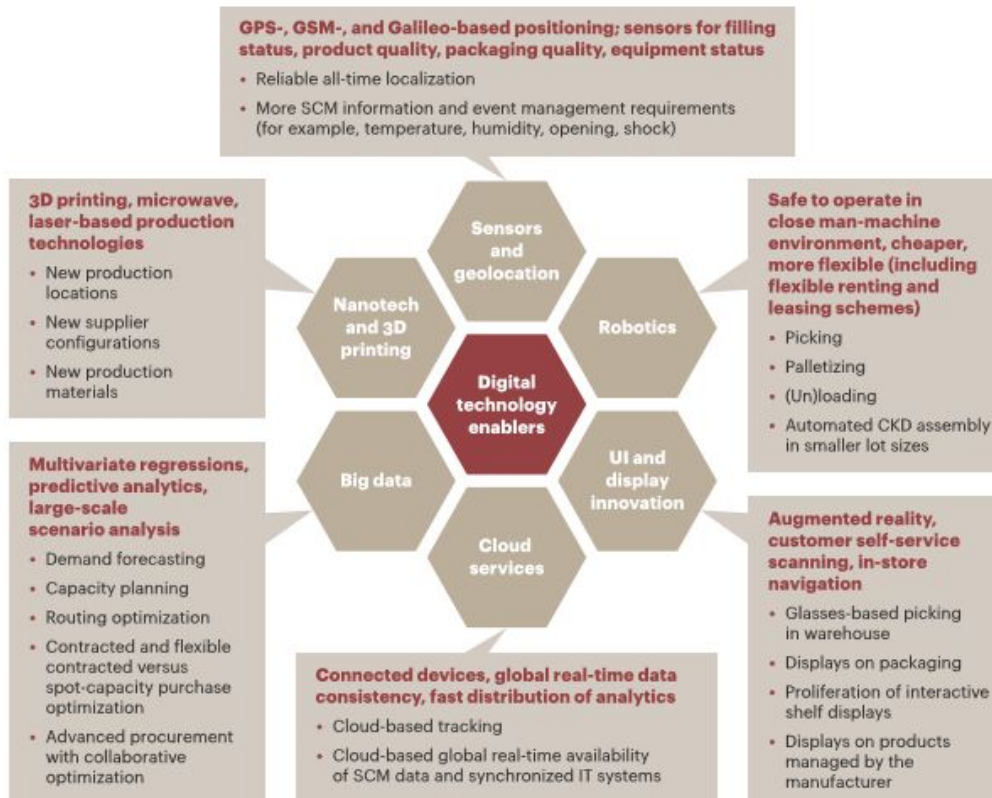 GPS-, GSM-, and Galileo-based positioning; sensors for filling
status, product quality, packaging quality, equipment status
• Reliable all-time localization
• More SCM information and event management requirements
(for example, temperature, humidity, opening, shock)
3D printing, microwave,
laser-based production
technologies
• New production
locations
• New supplier
configurations
• New production
materials
Sensors
and
geolocation
Safe to operate in
close man-machine
environment, cheaper,
more flexible (including
flexible renting and
leasing schemes)
• Picking
• Palletizing
• (Un)loading
• Automated CKD assembly
in smaller lot sizes
Nanotech
and 3D
printing
Robotics
Digital
technology
enablers
Big data
UI and
display
innovation
Cloud
services
Multivariate regressions,
predictive analytics,
large-scale
scenario analysis
• Demand forecasting
• Capacity planning
• Routing optimization
• Contracted and flexible
contracted versus
spot-capacity purchase
optimization
• Advanced procurement
with collaborative
optimization
Connected devices, global real-time data
consistency, fast distribution of analytics
• Cloud-based tracking
• Cloud-based global real-time availability
of SCM data and synchronized IT systems
Augmented reality,
customer self-service
scanning, in-store
navigation
• Glasses-based picking
in warehouse
• Displays on packaging
• Proliferation of interactive
shelf displays
• Displays on products
managed by the
manufacturer